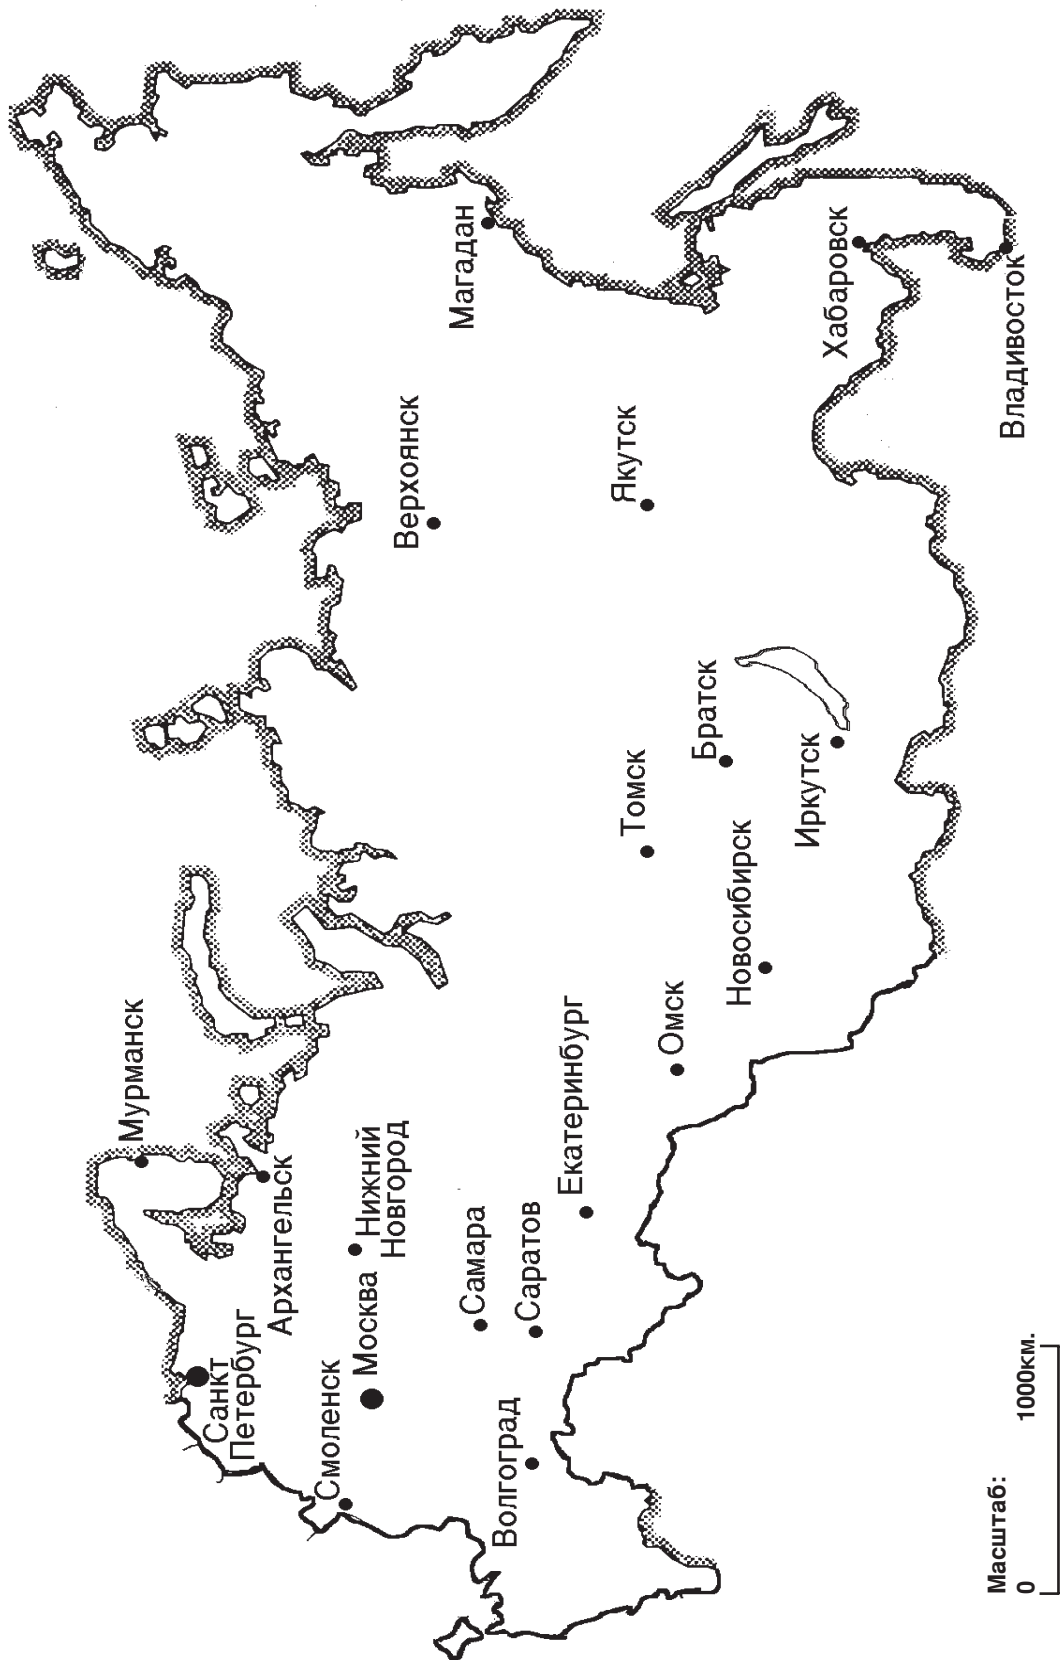 Мурманск
Санкт
Петербург
Архангельск
Смоленск
Москва
Нижний
Новгород
Волгоград
Самара
Саратов
Екатеринбург
Омск
Новосибирск
Томск
Братск
Иркутск
Верхоянск
Якутск
Магадан
Хабаровск
Владивосток
Масштаб:
0 1000км.